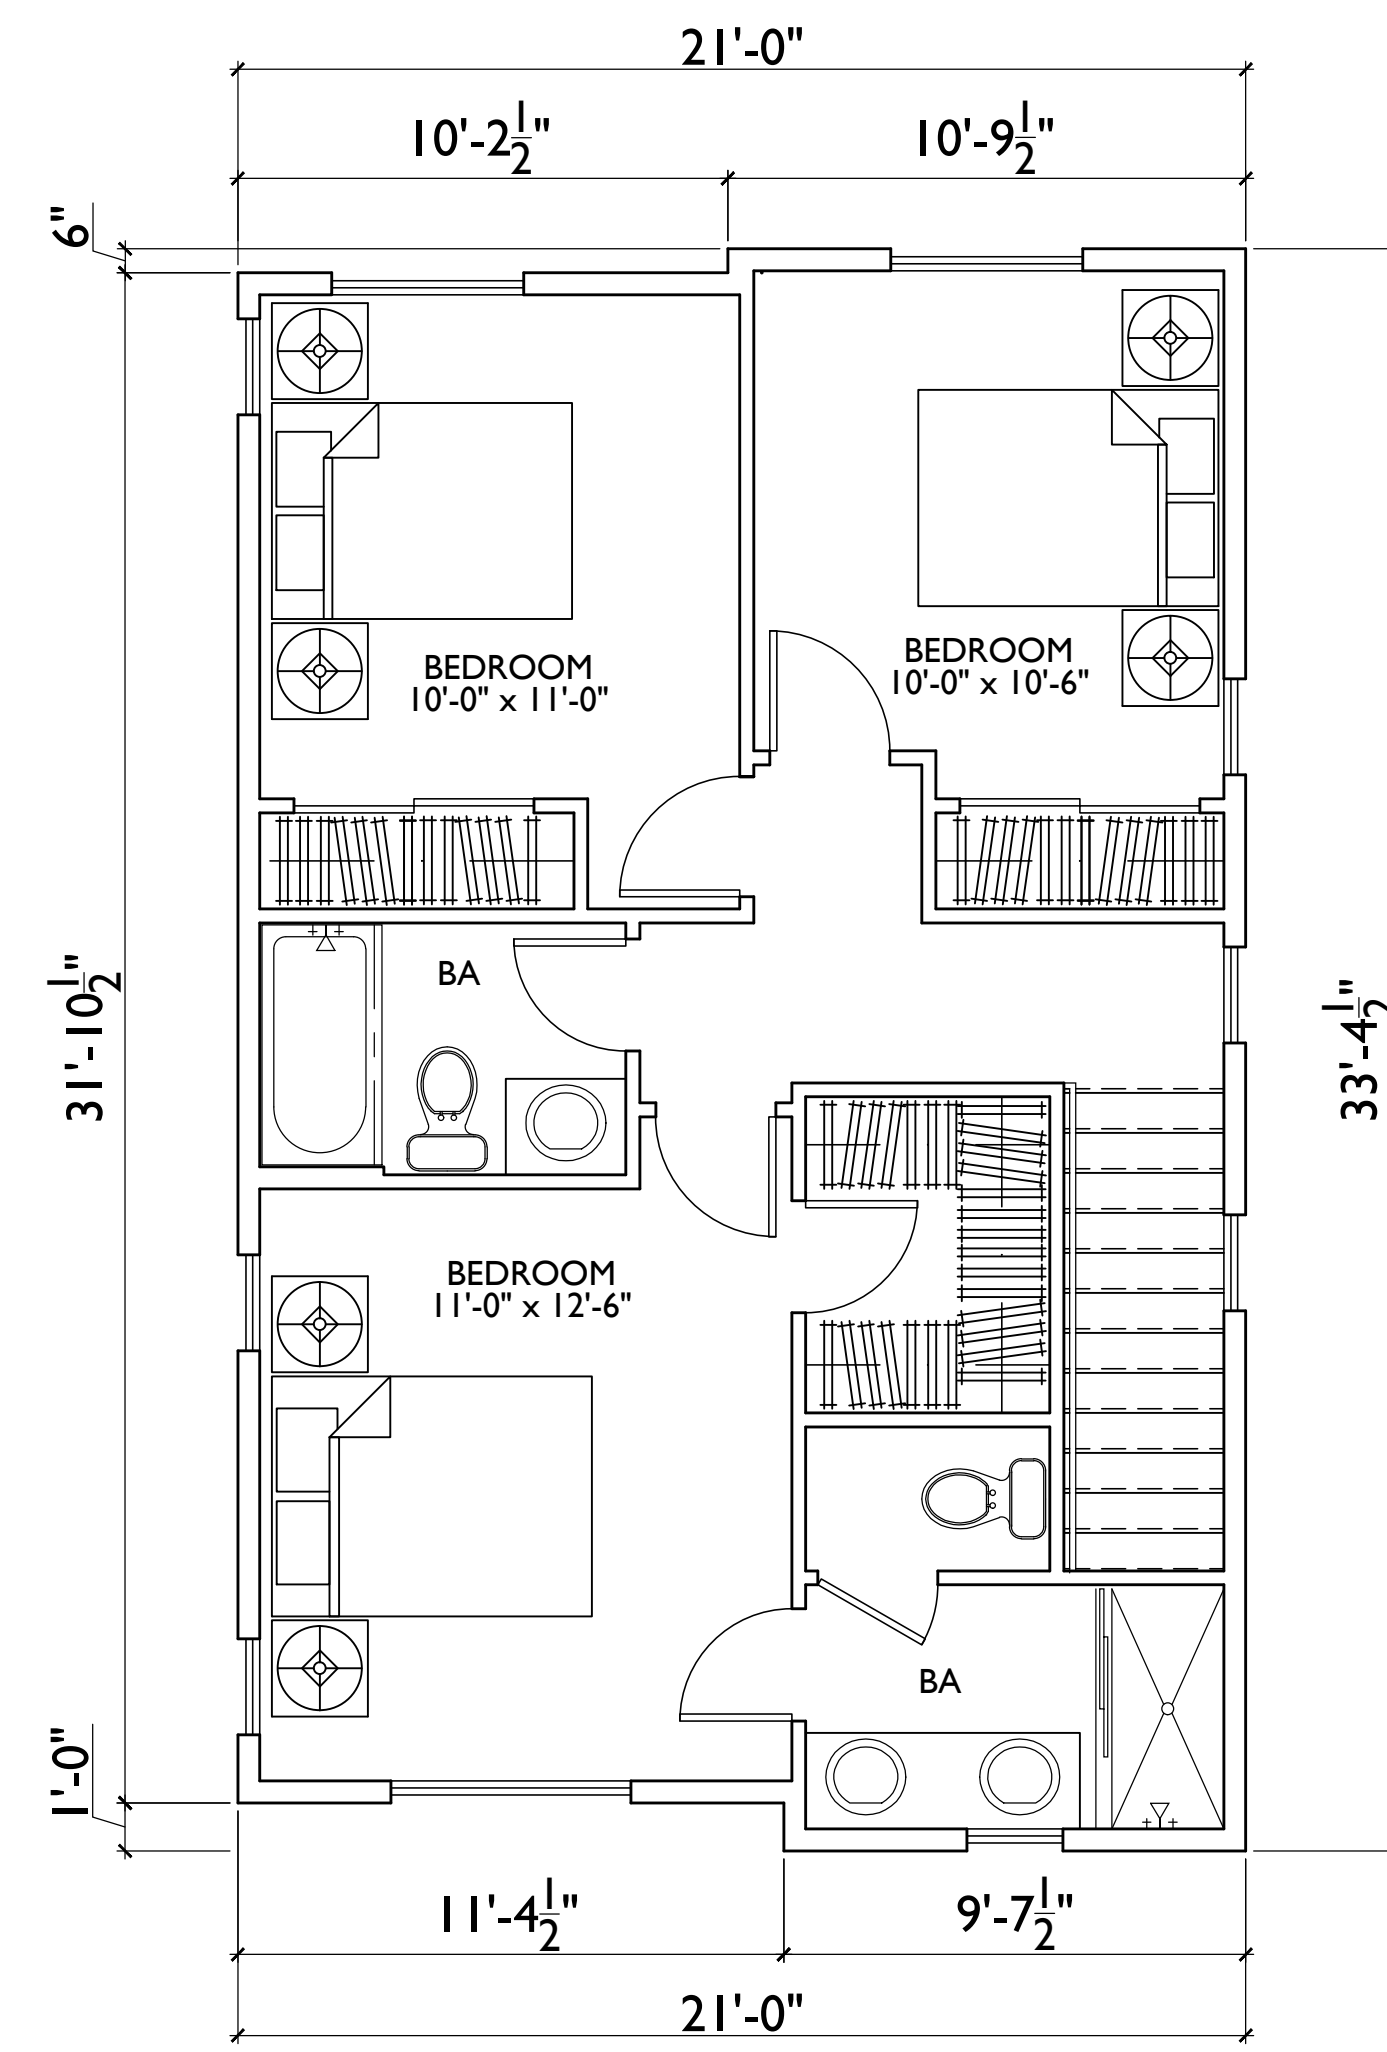 21'-0"
10'-2 1/2"
10'-9 1/2"
6"
BEDROOM
10'-0" x 11'-0"
BEDROOM
10'-0" x 10'-6"
BA
31'-10 1/2"
33'-4 1/2"
BEDROOM
11'-0" x 12'-6"
BA
1'-0"
11'-4 1/2"
9'-7 1/2"
21'-0"